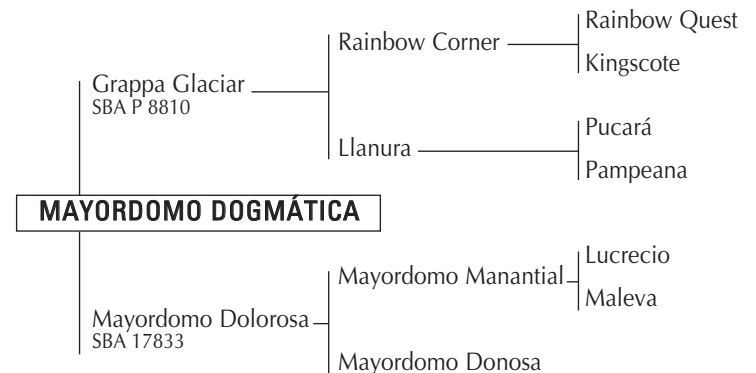 Rainbow Quest
Rainbow Corner
Kingscote
Grappa Glaciar
SBA P 8810
Pucará
Llanura
Pampeana
MAYORDOMO DOGMÁTICA
Lucrecio
Mayordomo Manantial
Maleva
Mayordomo Dolorosa
SBA 17833
Mayordomo Donosa